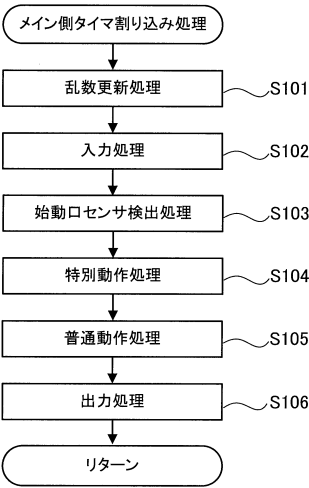 メイン側タイマ割り込み処理
乱数更新処理
S101
入力処理
S102
始動口センサ検出処理
S103
特別動作処理
S104
普通動作処理
S105
出力処理
S106
リターン